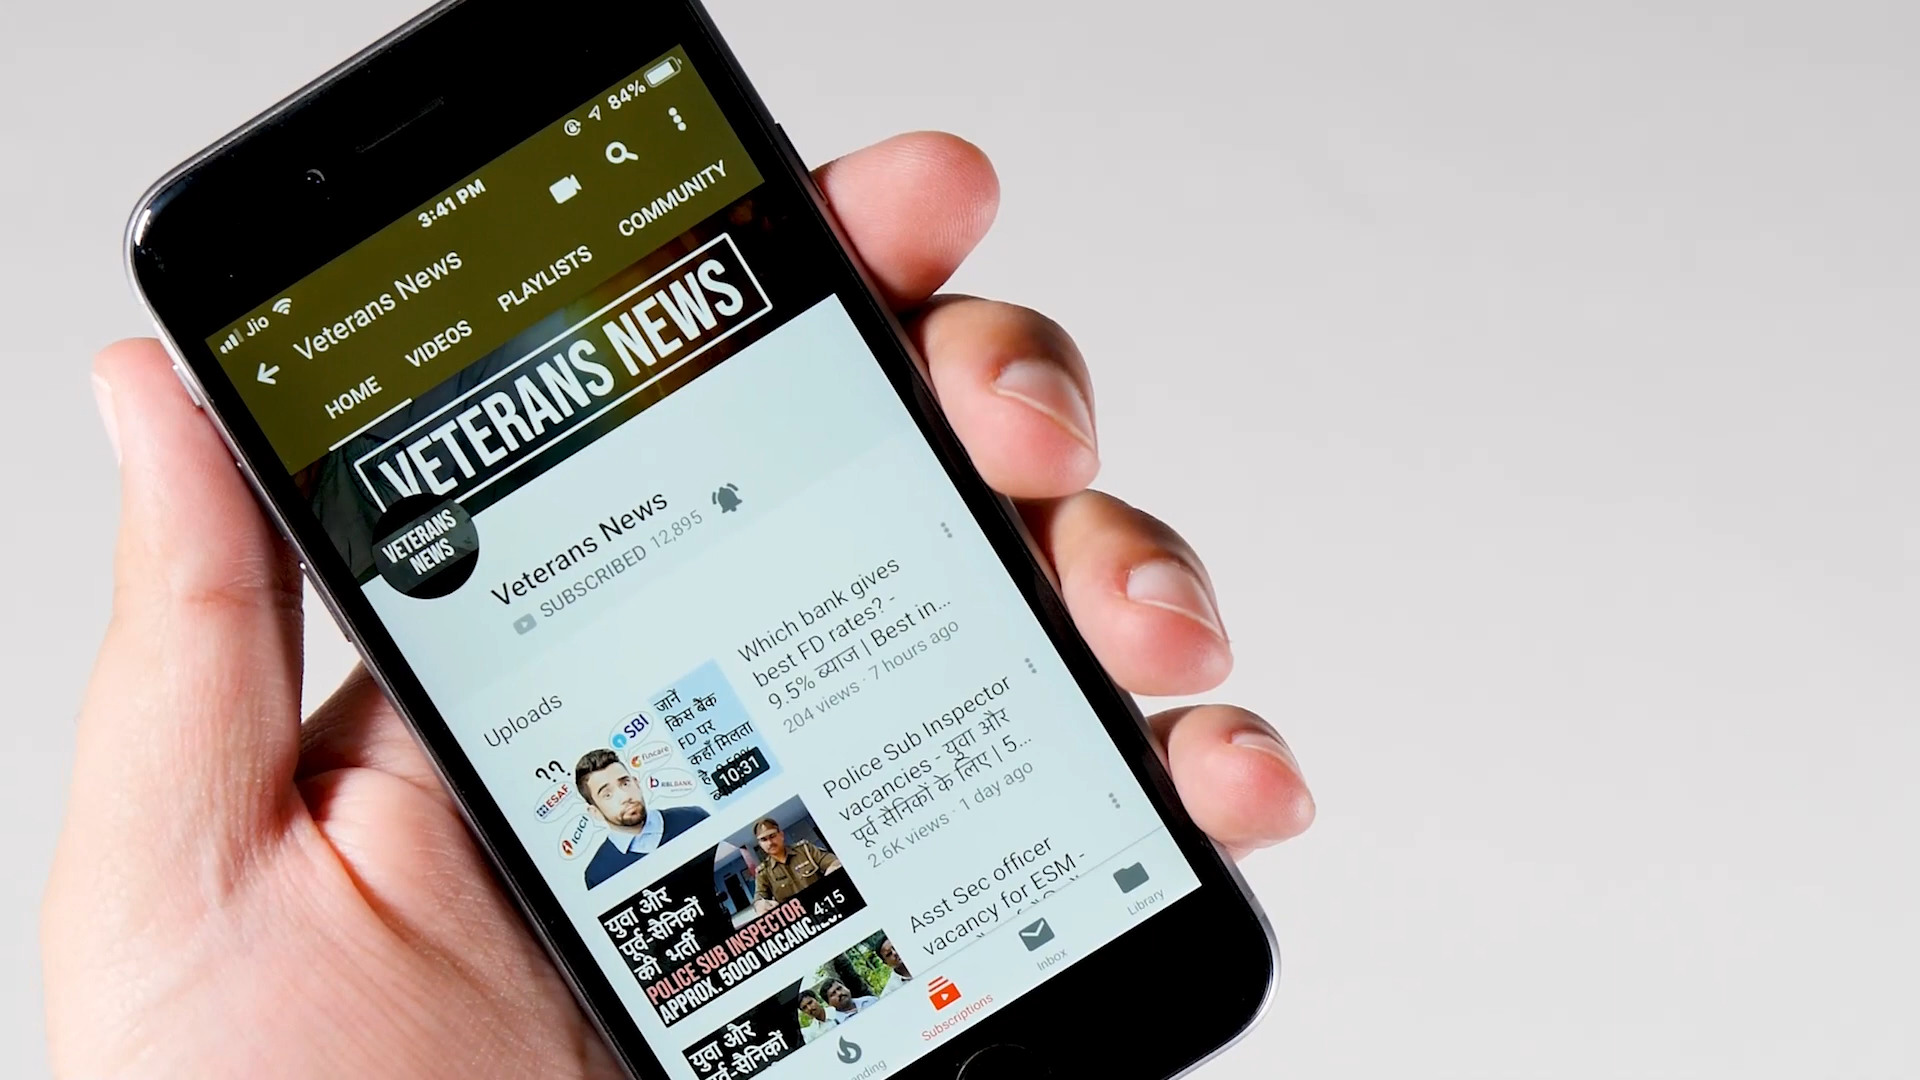 Jio
3:41 PM
84%
Veterans News
HOME
VIDEOS
PLAYLISTS
COMMUNITY
VETERANS NEWS
VETERANS
NEWS
Veterans News
SUBSCRIBED 12,895
Uploads
SBI
fincare
RBLBANK
ESAF
ICICI
जानें
किस बैंक
FD पर
कहाँ मिलता
10:31
Which bank gives
best FD rates? -
9.5% ब्याज | Best in...
204 views · 7 hours ago
युवा और
पूर्व-सैनिकों
की भर्ती
POLICE SUB INSPECTOR
APPROX. 5000 VACANC
4:15
Police Sub Inspector
vacancies - युवा और
पूर्व सैनिकों के लिए | 5...
2.6K views · 1 day ago
युवा और
पूर्व-सैनिकों
Asst Sec officer
vacancy for ESM -
Subscriptions
Inbox
Library